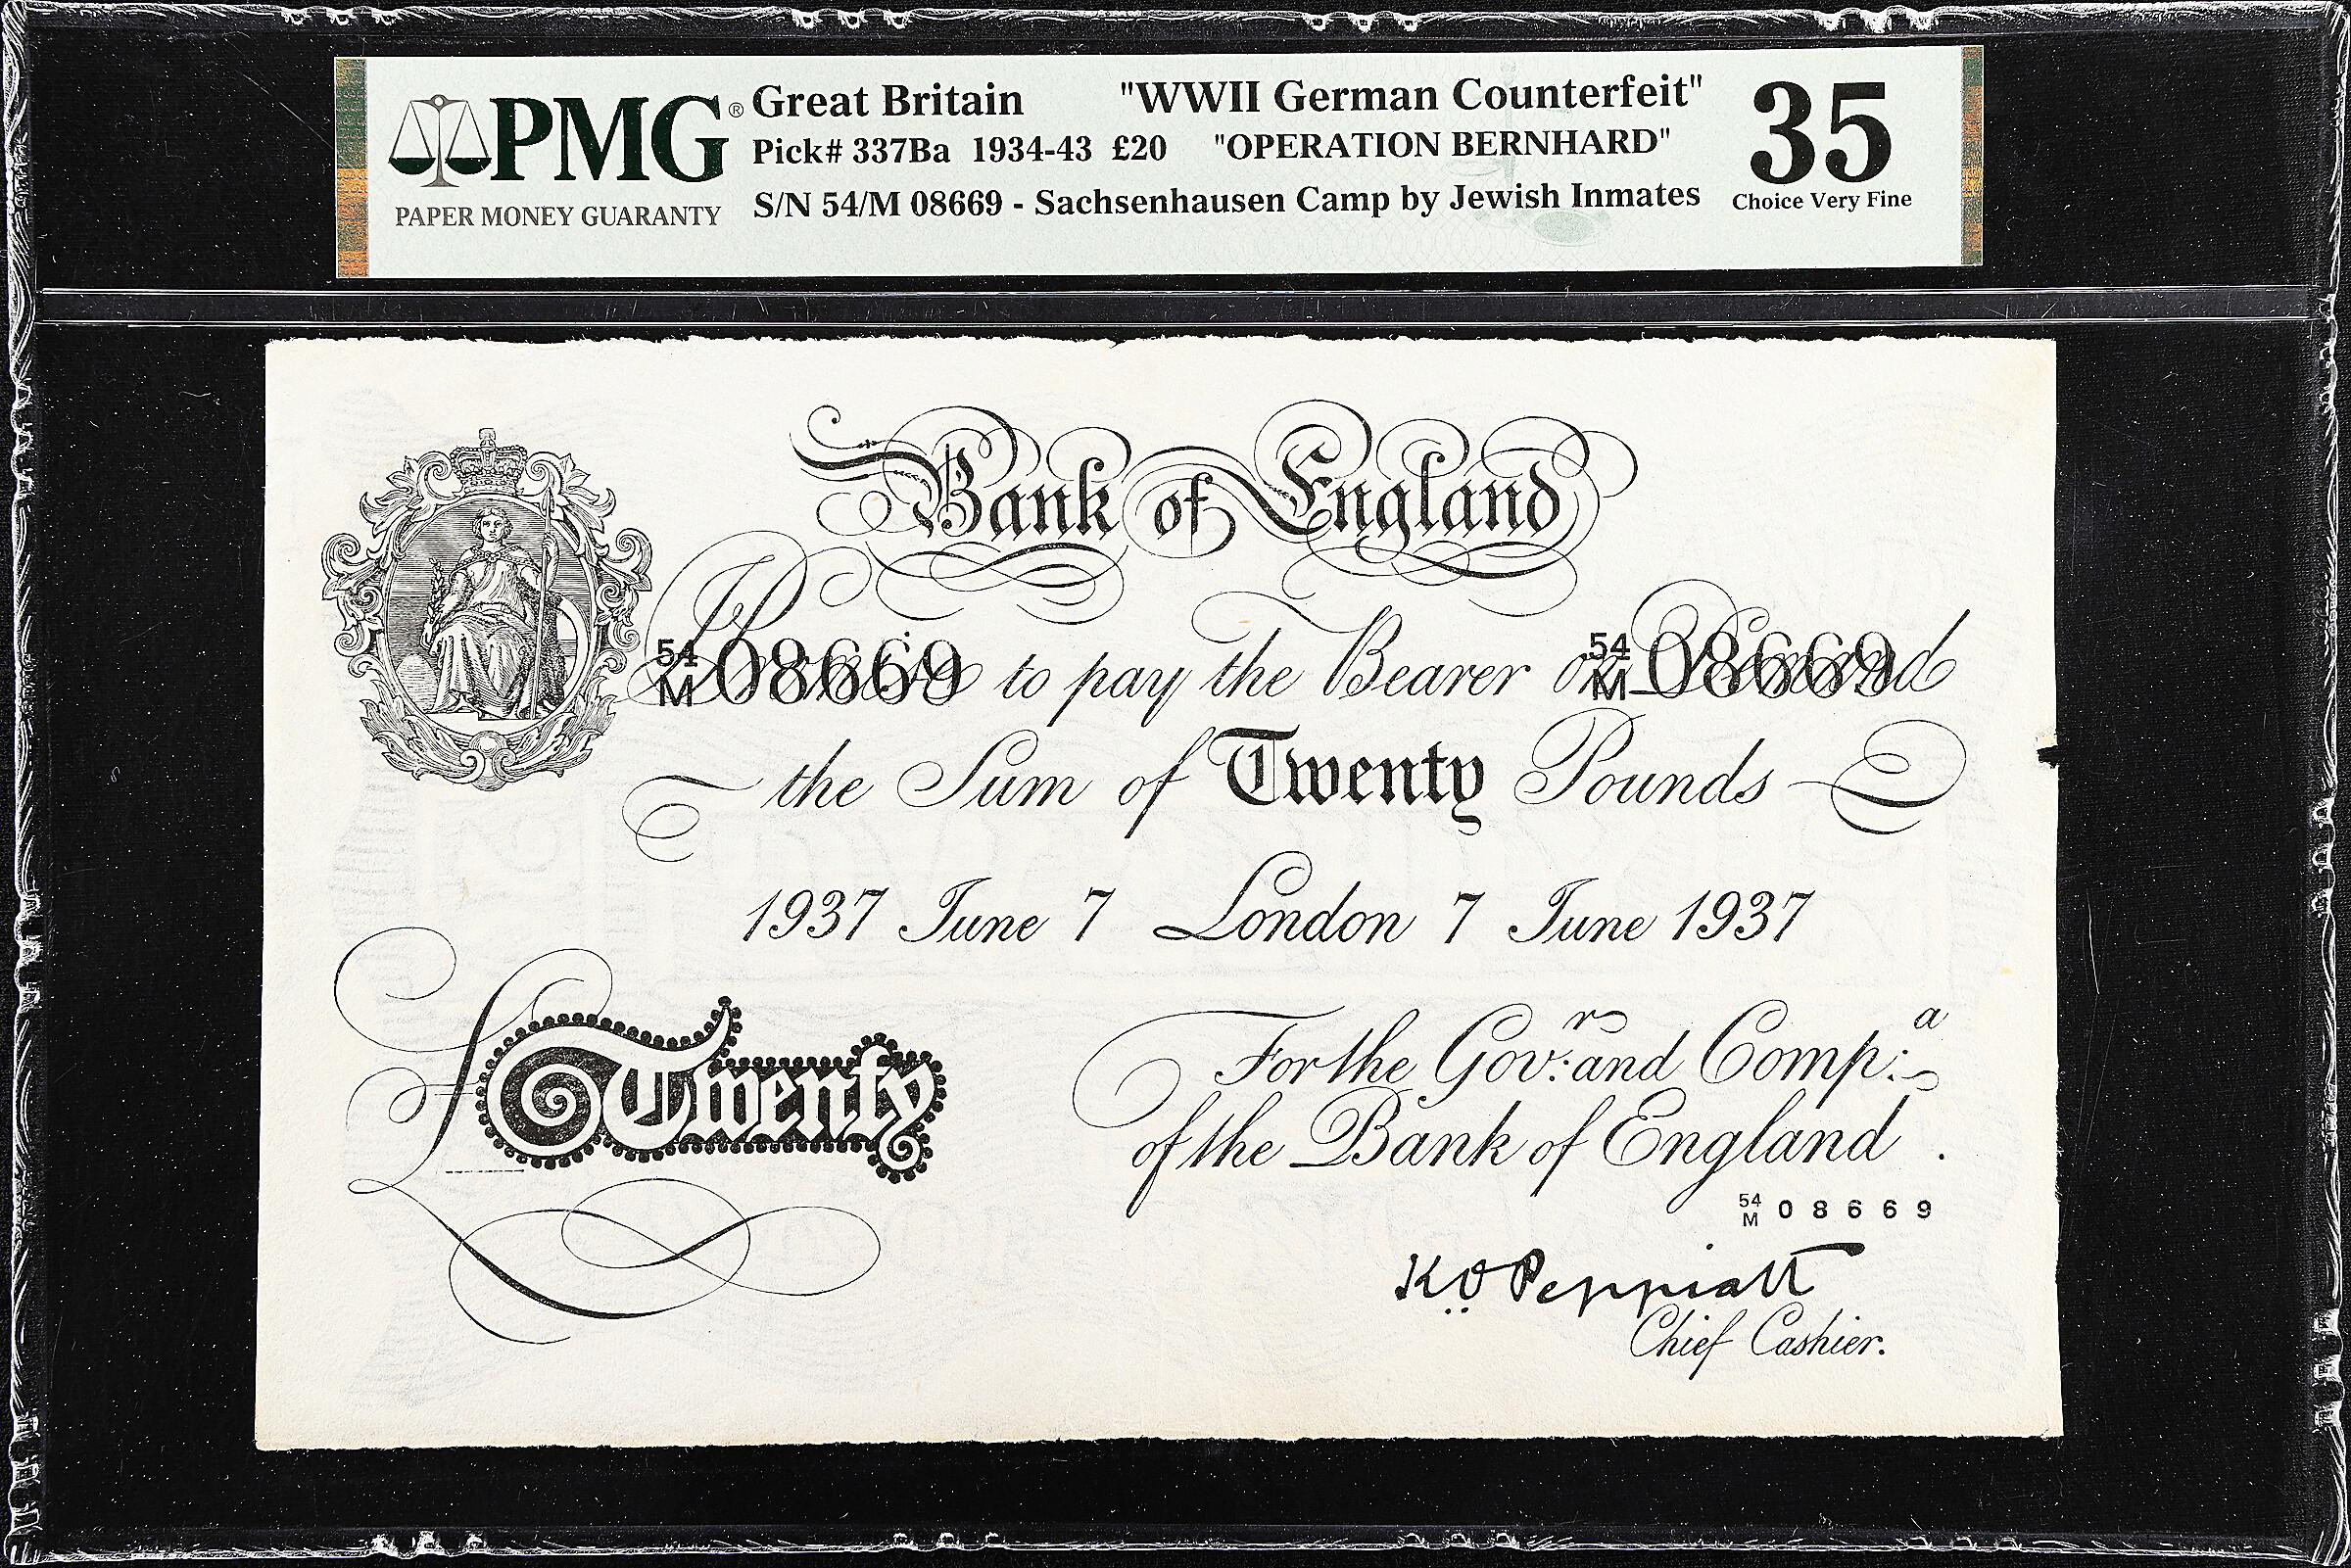 PMG®
PAPER MONEY GUARANTY
Great Britain "WWII German Counterfeit"
Pick# 337Ba 1934-43 £20 "OPERATION BERNHARD"
S/N 54/M 08669 - Sachsenhausen Camp by Jewish Inmates
35
Choice Very Fine
Bank of England
I Promise to pay the Bearer on Demand
54/M 08669 54/M 08669
the Sum of Twenty Pounds
1937 June 7 London 7 June 1937
£Twenty
For the Gov:r and Comp:a
of the Bank of England.
54/M 08669
K.O. Peppiatt
Chief Cashier.